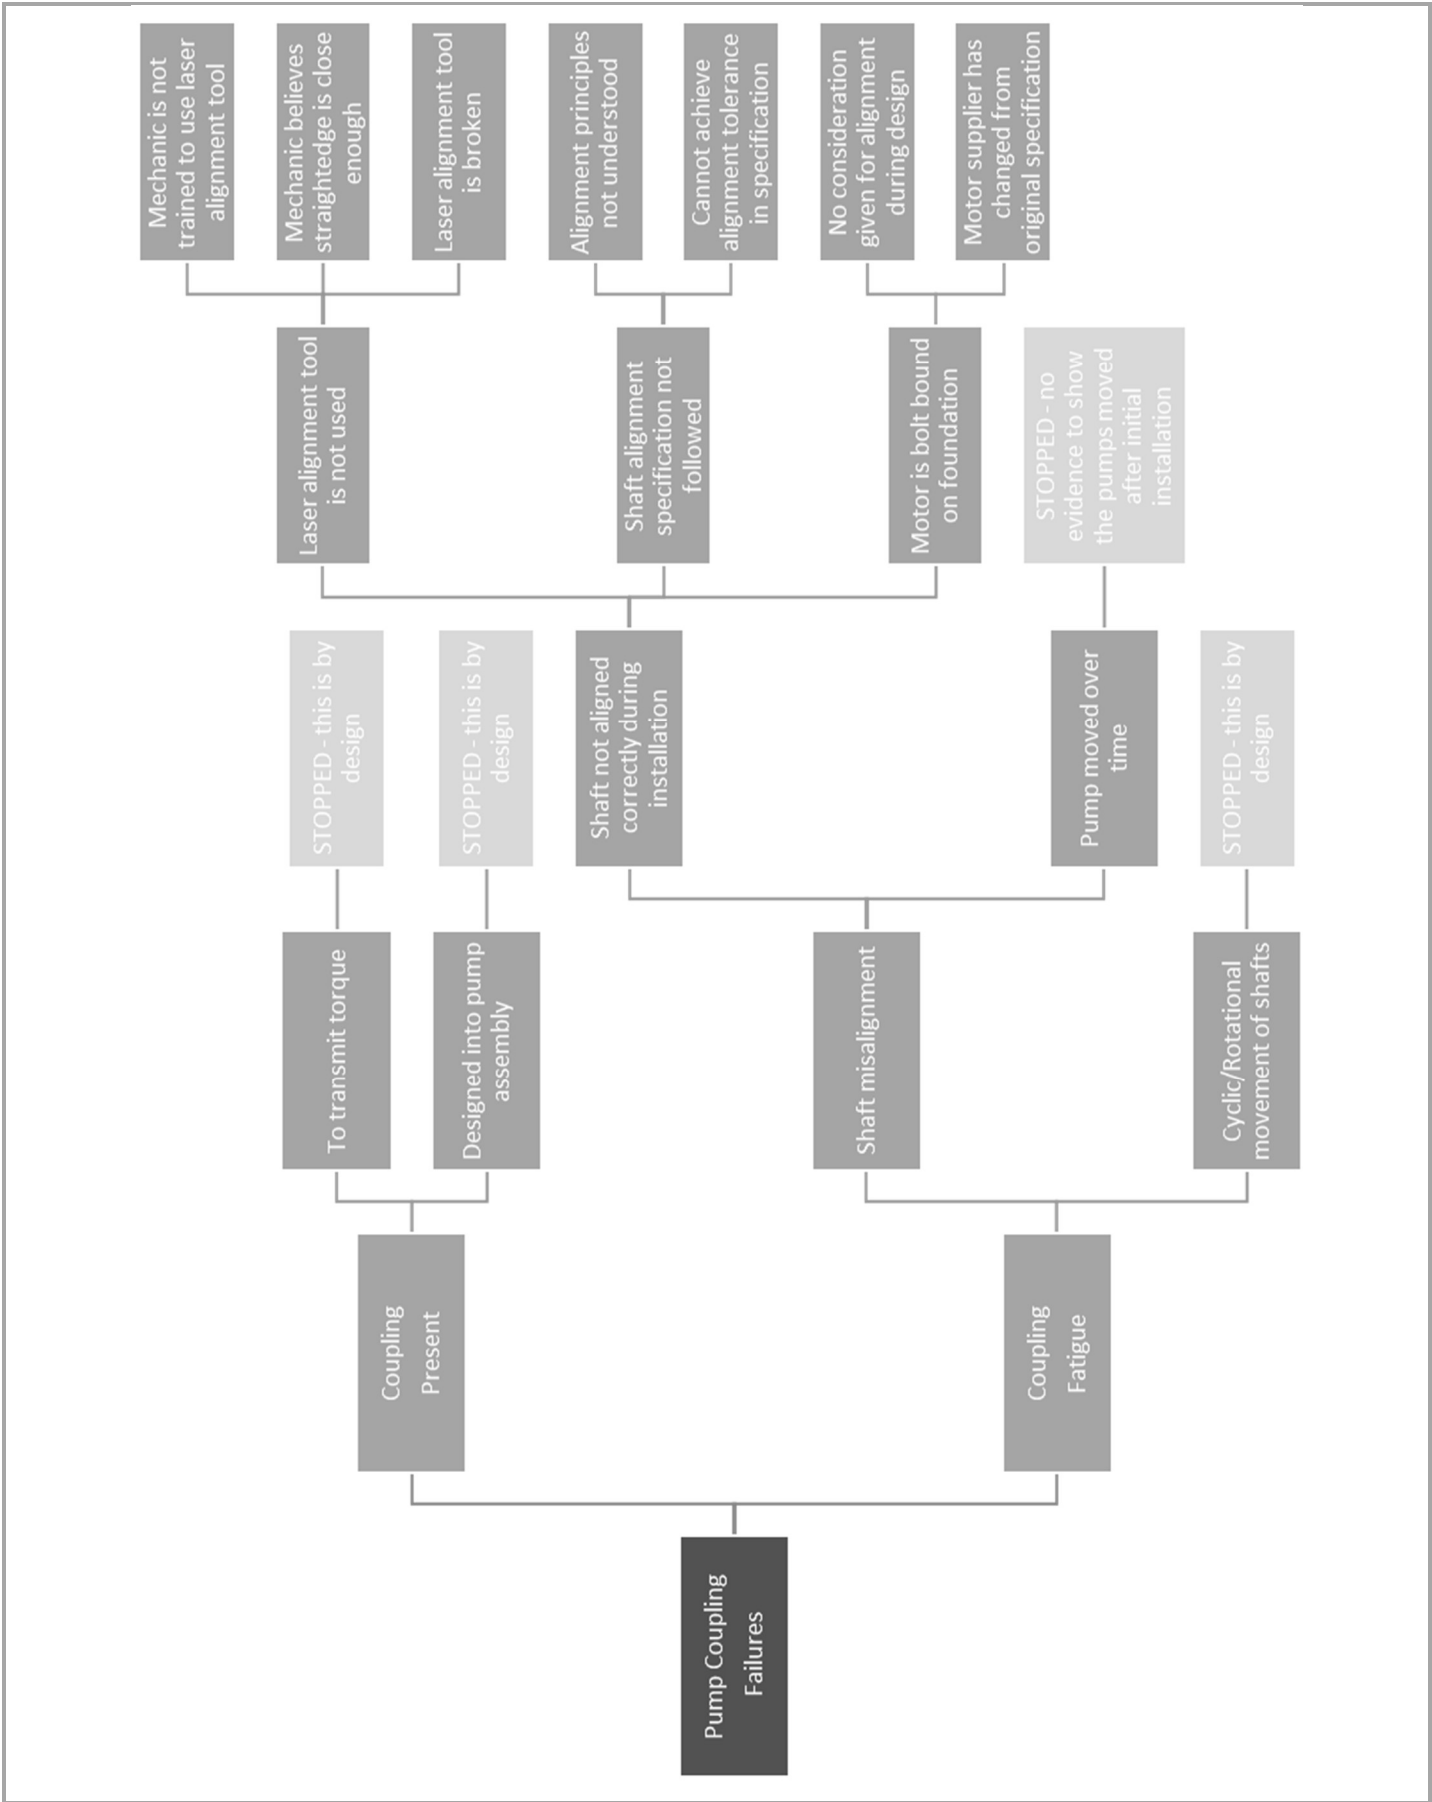 Pump Coupling
Failures
Coupling
Present
Coupling
Fatigue
To transmit torque
Designed into pump
assembly
Shaft misalignment
Cyclic/Rotational
movement of shafts
STOPPED - this is by
design
STOPPED - this is by
design
Shaft not aligned
correctly during
installation
Pump moved over
time
STOPPED - this is by
design
Laser alignment tool
is not used
Shaft alignment
specification not
followed
Motor is bolt bound
on foundation
STOPPED - no
evidence to show
the pumps moved
after initial
installation
Mechanic is not
trained to use laser
alignment tool
Mechanic believes
straightedge is close
enough
Laser alignment tool
is broken
Alignment principles
not understood
Cannot achieve
alignment tolerance
in specification
No consideration
given for alignment
during design
Motor supplier has
changed from
original specification